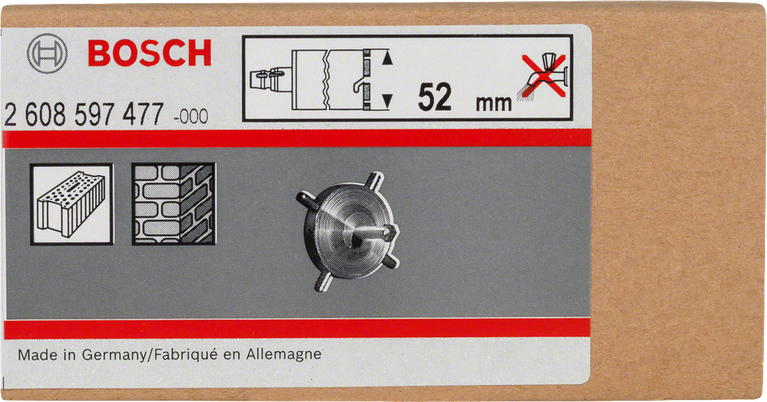 BOSCH
2 608 597 477 -000
52 mm
Made in Germany/Fabriqué en Allemagne